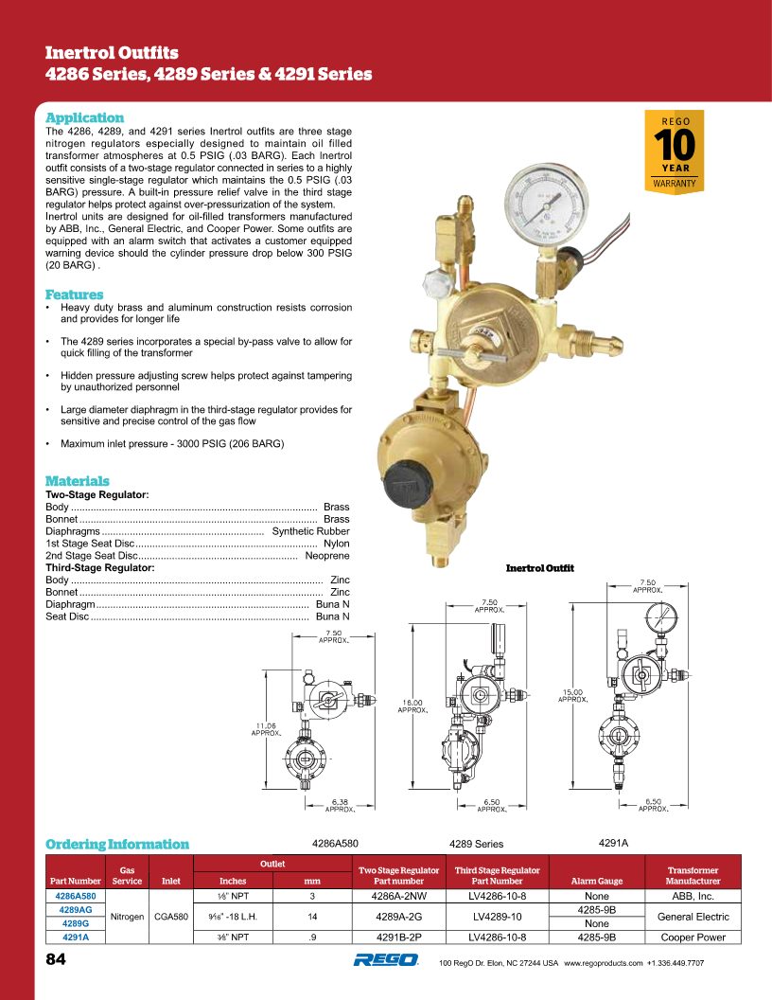 Inertrol Outfits
4286 Series, 4289 Series & 4291 Series
Application
The 4286, 4289, and 4291 series Inertrol outfits are three stage
nitrogen regulators especially designed to maintain oil filled
transformer atmospheres at 0.5 PSIG (.03 BARG). Each Inertrol
outfit consists of a two-stage regulator connected in series to a highly
sensitive single-stage regulator which maintains the 0.5 PSIG (.03
BARG) pressure. A built-in pressure relief valve in the third stage
regulator helps protect against over-pressurization of the system.
Inertrol units are designed for oil-filled transformers manufactured
by ABB, Inc., General Electric, and Cooper Power. Some outfits are
equipped with an alarm switch that activates a customer equipped
warning device should the cylinder pressure drop below 300 PSIG
(20 BARG) .
REGO
10
YEAR
WARRANTY
Features
• Heavy duty brass and aluminum construction resists corrosion
and provides for longer life
• The 4289 series incorporates a special by-pass valve to allow for
quick filling of the transformer
• Hidden pressure adjusting screw helps protect against tampering
by unauthorized personnel
• Large diameter diaphragm in the third-stage regulator provides for
sensitive and precise control of the gas flow
• Maximum inlet pressure - 3000 PSIG (206 BARG)
Materials
Two-Stage Regulator:
Body ........................................................................................ Brass
Bonnet ..................................................................................... Brass
Diaphragms .......................................................... Synthetic Rubber
1st Stage Seat Disc ................................................................. Nylon
2nd Stage Seat Disc......................................................... Neoprene
Third-Stage Regulator:
Body .......................................................................................... Zinc
Bonnet ....................................................................................... Zinc
Diaphragm ............................................................................ Buna N
Seat Disc .............................................................................. Buna N
Inertrol Outfit
7.50
APPROX.
11.06
APPROX.
6.38
APPROX.
7.50
APPROX.
16.00
APPROX.
6.50
APPROX.
7.50
APPROX.
15.00
APPROX.
6.50
APPROX.
4286A580 4289 Series 4291A
Ordering Information
Part Number Gas Service Inlet Outlet Two Stage Regulator Part number Third Stage Regulator Part Number Alarm Gauge Transformer Manufacturer
Inches mm
4286A580 Nitrogen CGA580 1⁄8” NPT 3 4286A-2NW LV4286-10-8 None ABB, Inc.
4289AG 9⁄16” -18 L.H. 14 4289A-2G LV4289-10 4285-9B General Electric
4289G None
4291A 3⁄8” NPT .9 4291B-2P LV4286-10-8 4285-9B Cooper Power
84
REGO
100 RegO Dr. Elon, NC 27244 USA www.regoproducts.com +1.336.449.7707